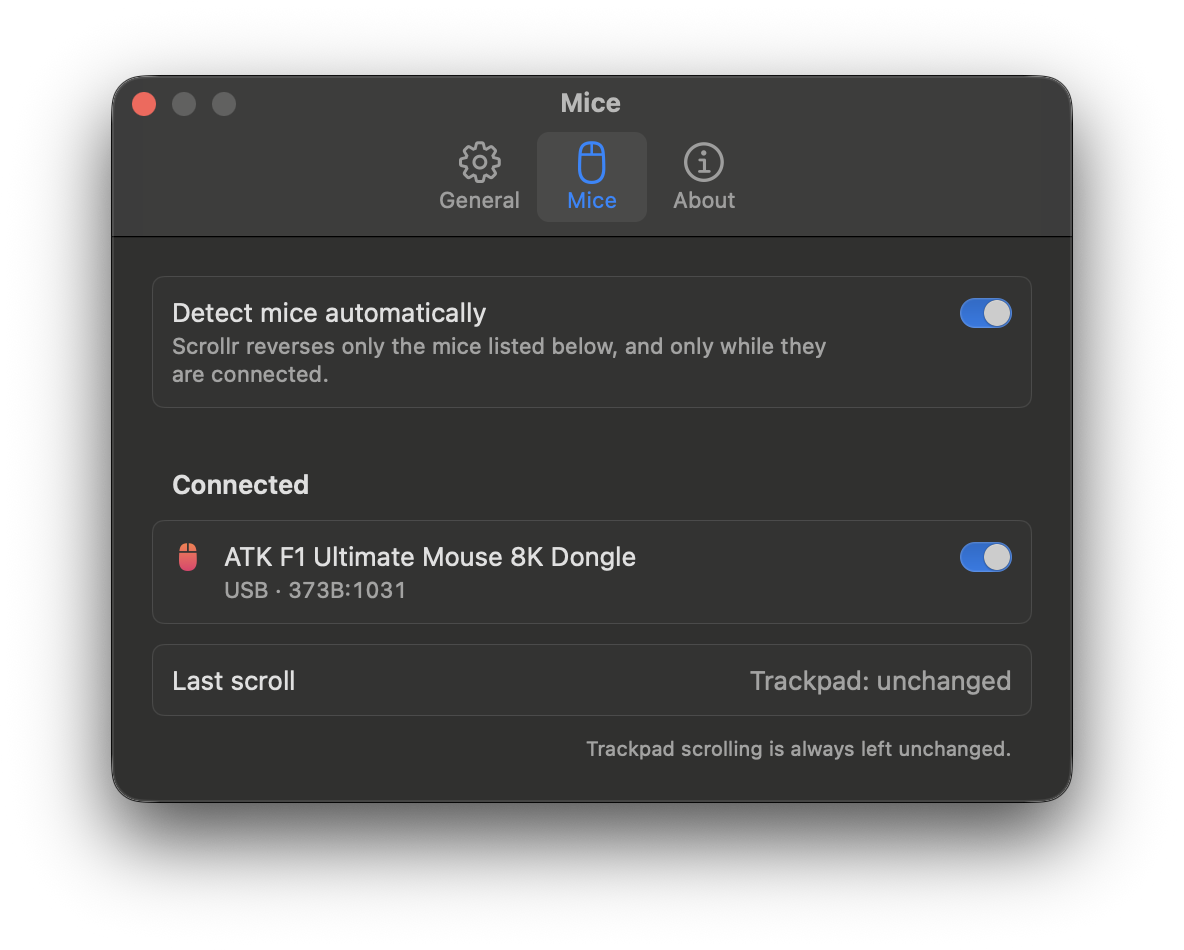 Mice
General
Mice
About
Detect mice automatically
Scrollr reverses only the mice listed below, and only while they
are connected.
Connected
ATK F1 Ultimate Mouse 8K Dongle
USB · 373B:1031
Last scroll
Trackpad: unchanged
Trackpad scrolling is always left unchanged.